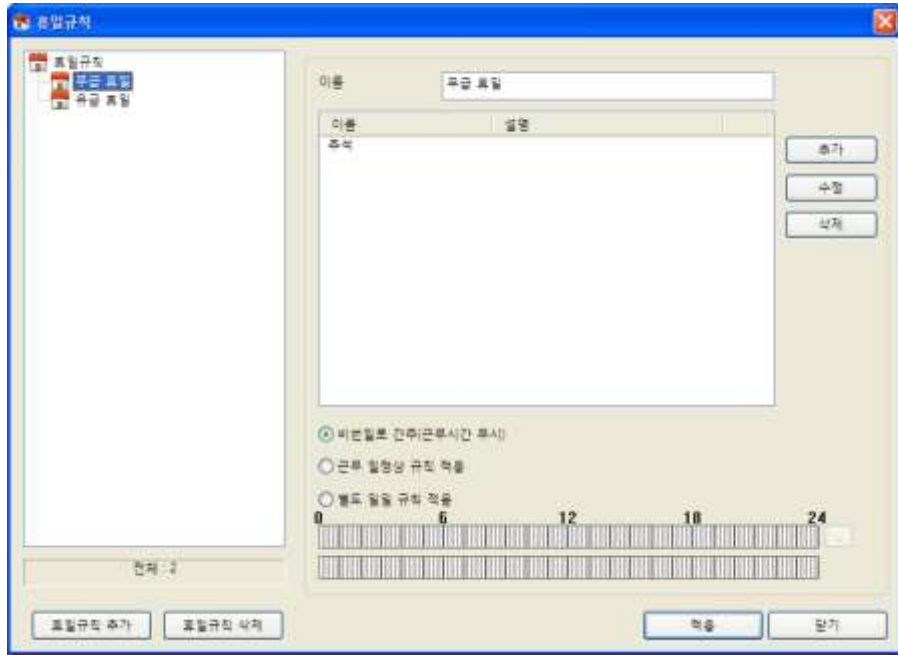 휴일규칙
휴일규칙
무급 휴일
유급 휴일
전체 : 2
휴일규칙 추가
휴일규칙 삭제
이름
무급 휴일
이름 설명
추석
추가
수정
삭제
비번일로 간주(근무시간 무시)
근무 일정상 규칙 적용
별도 일일 규칙 적용
0 6 12 18 24
적용
닫기